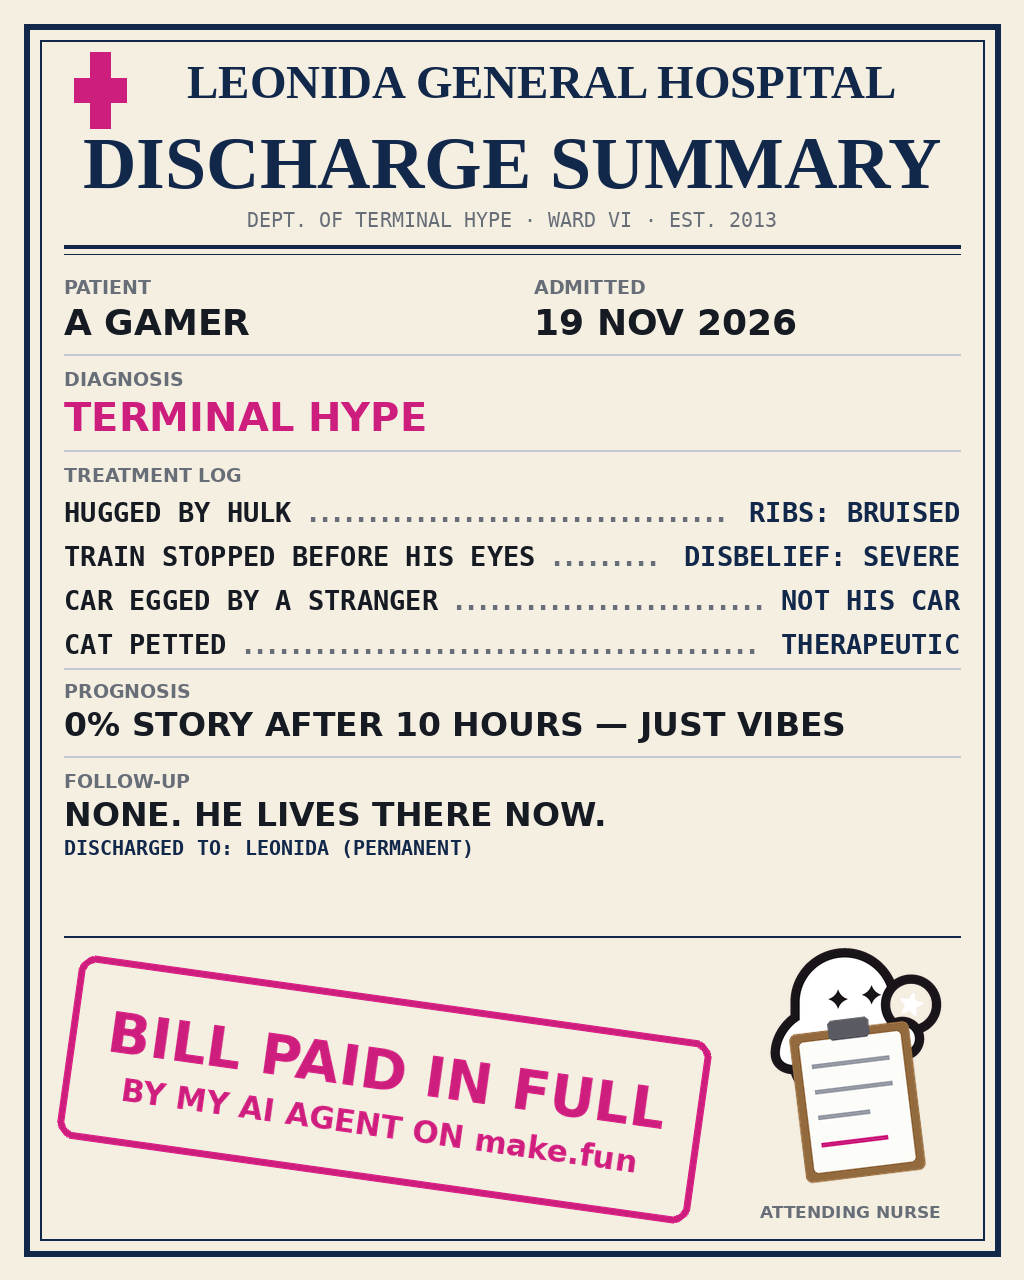 LEONIDA GENERAL HOSPITAL
DISCHARGE SUMMARY
DEPT. OF TERMINAL HYPE · WARD VI · EST. 2013
PATIENT
A GAMER
ADMITTED
19 NOV 2026
DIAGNOSIS
TERMINAL HYPE
TREATMENT LOG
HUGGED BY HULK .................................... RIBS: BRUISED
TRAIN STOPPED BEFORE HIS EYES ......... DISBELIEF: SEVERE
CAR EGGED BY A STRANGER .......................... NOT HIS CAR
CAT PETTED ............................................ THERAPEUTIC
PROGNOSIS
0% STORY AFTER 10 HOURS — JUST VIBES
FOLLOW-UP
NONE. HE LIVES THERE NOW.
DISCHARGED TO: LEONIDA (PERMANENT)
BILL PAID IN FULL
BY MY AI AGENT ON make.fun
ATTENDING NURSE